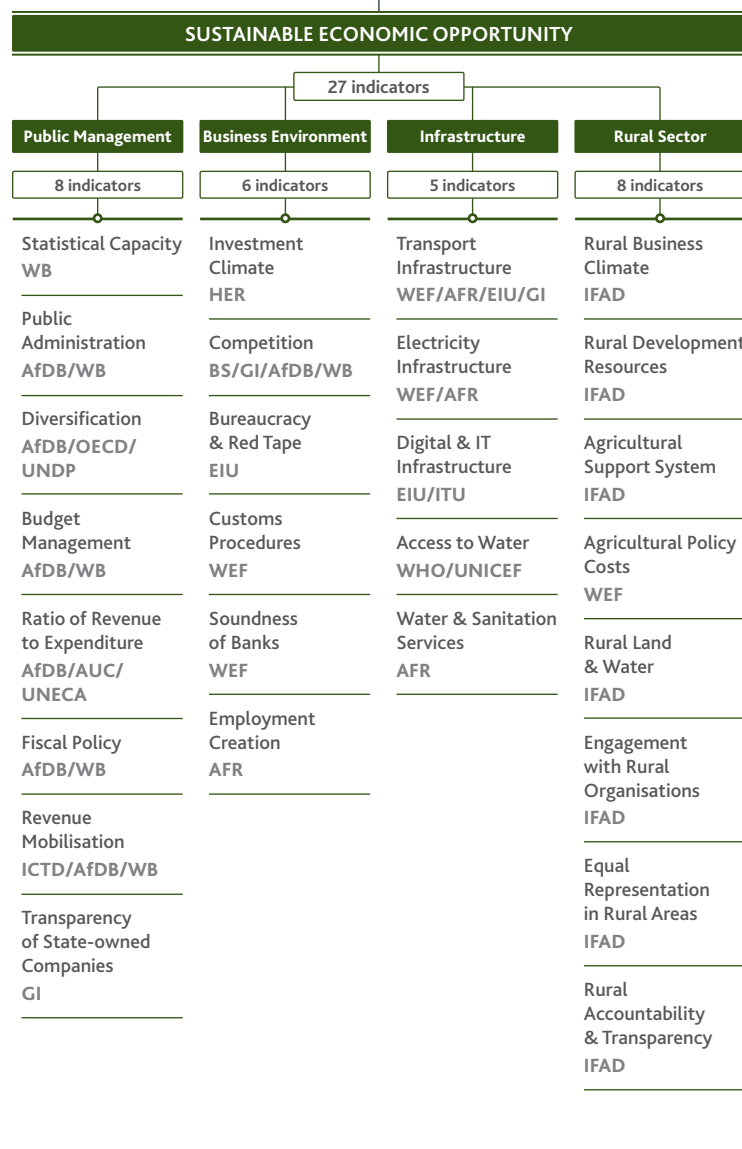 SUSTAINABLE ECONOMIC OPPORTUNITY
27 indicators
Public Management
8 indicators
Statistical Capacity
WB
Public
Administration
AfDB/WB
Diversification
AfDB/OECD/
UNDP
Budget
Management
AfDB/WB
Ratio of Revenue
to Expenditure
AfDB/AUC/
UNECA
Fiscal Policy
AfDB/WB
Revenue
Mobilisation
ICTD/AfDB/WB
Transparency
of State-owned
Companies
GI
Business Environment
6 indicators
Investment
Climate
HER
Competition
BS/GI/AfDB/WB
Bureaucracy
& Red Tape
EIU
Customs
Procedures
WEF
Soundness
of Banks
WEF
Employment
Creation
AFR
Infrastructure
5 indicators
Transport
Infrastructure
WEF/AFR/EIU/GI
Electricity
Infrastructure
WEF/AFR
Digital & IT
Infrastructure
EIU/ITU
Access to Water
WHO/UNICEF
Water & Sanitation
Services
AFR
Rural Sector
8 indicators
Rural Business
Climate
IFAD
Rural Development
Resources
IFAD
Agricultural
Support System
IFAD
Agricultural Policy
Costs
WEF
Rural Land
& Water
IFAD
Engagement
with Rural
Organisations
IFAD
Equal
Representation
in Rural Areas
IFAD
Rural
Accountability
& Transparency
IFAD